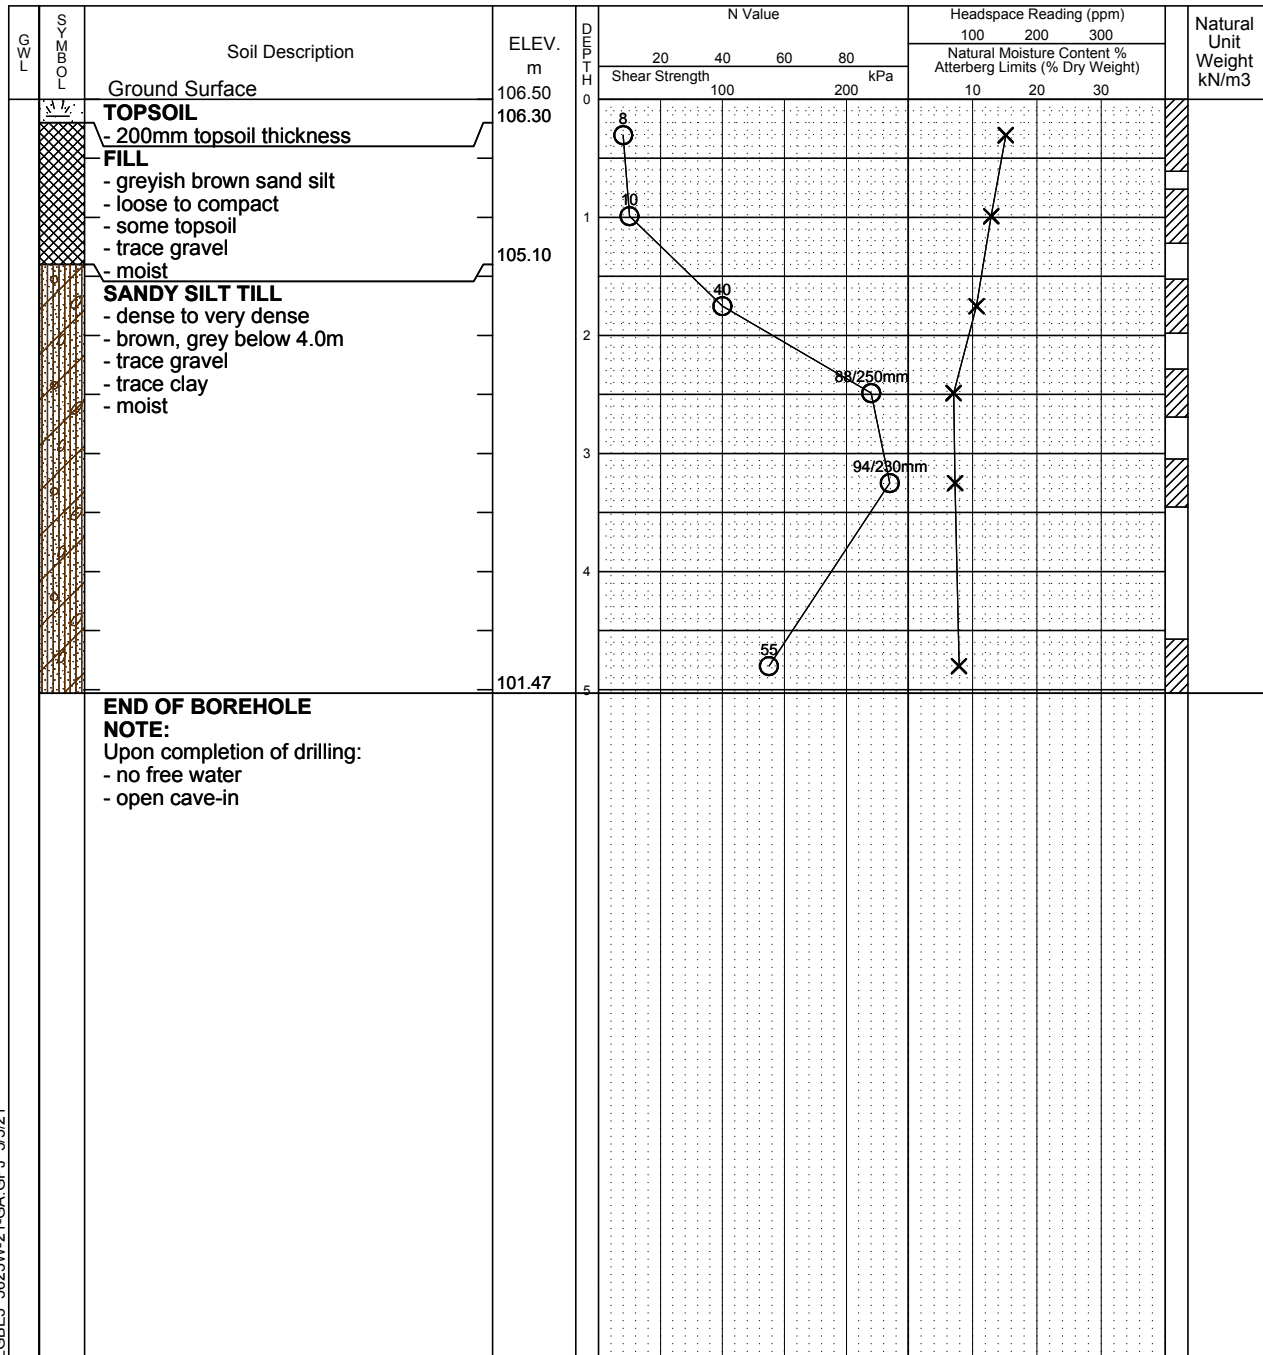 GWL
SYMBOL
Soil Description
Ground Surface
ELEV.
m
DEPTH
N Value
20 40 60 80
Shear Strength kPa
100 200
Headspace Reading (ppm)
100 200 300
Natural Moisture Content %
Atterberg Limits (% Dry Weight)
10 20 30
Natural
Unit
Weight
kN/m3
106.50
0
TOPSOIL
106.30
- 200mm topsoil thickness
8
FILL
- greyish brown sand silt
- loose to compact
- some topsoil
10
1
- trace gravel
105.10
- moist
SANDY SILT TILL
40
- dense to very dense
- brown, grey below 4.0m
2
- trace gravel
- trace clay
88/250mm
- moist
3
94/230mm
4
55
101.47
5
END OF BOREHOLE
NOTE:
Upon completion of drilling:
- no free water
- open cave-in